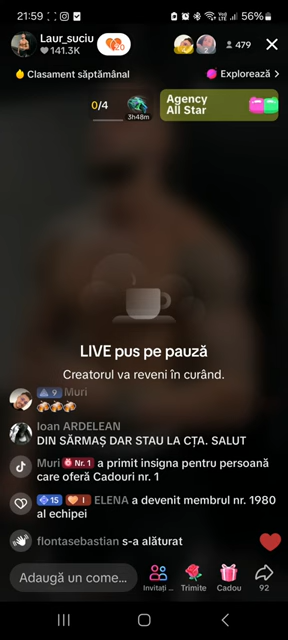 21:59
56%
Laur_suciu
141.3K
20
479
Clasament săptămânal
Explorează
0/4
3h48m
Agency
All Star
LIVE pus pe pauză
Creatorul va reveni în curând.
9 Muri
Ioan ARDELEAN
DIN SĂRMAȘ DAR STAU LA CȚA. SALUT
Muri Nr. 1 a primit insigna pentru persoană
care oferă Cadouri nr. 1
15 I ELENA a devenit membrul nr. 1980
al echipei
flontasebastian s-a alăturat
Adaugă un come...
Invitați ...
Trimite
Cadou
92